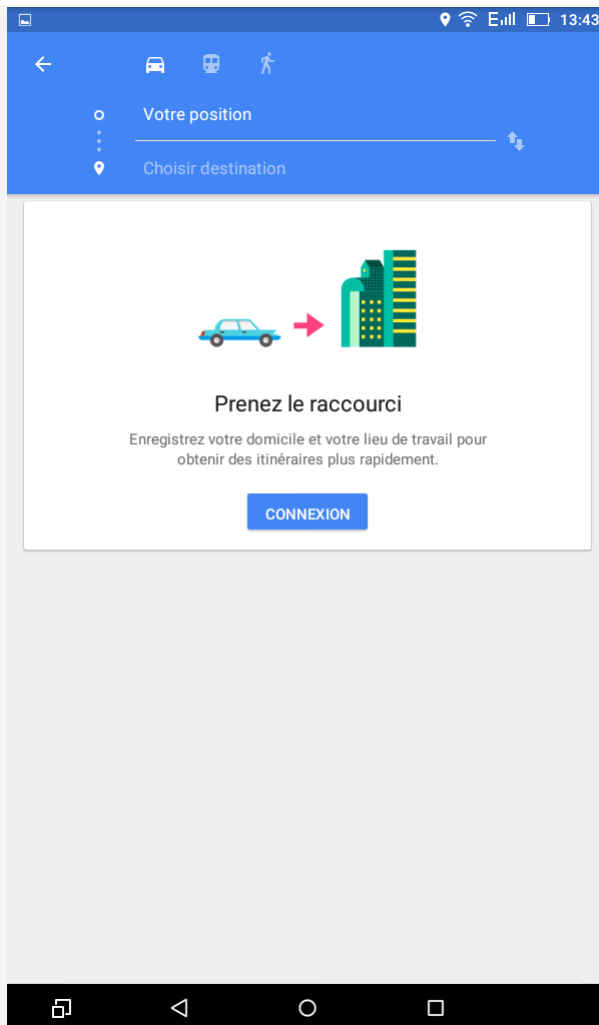 E 13:43
Votre position
Choisir destination
Prenez le raccourci
Enregistrez votre domicile et votre lieu de travail pour
obtenir des itinéraires plus rapidement.
CONNEXION